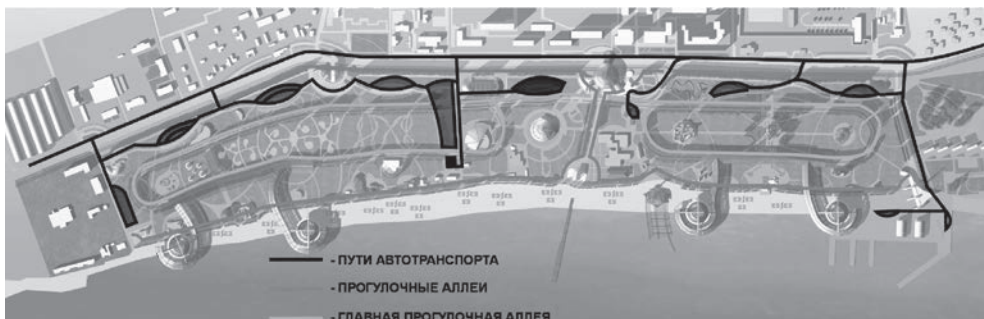 - ПУТИ АВТОТРАНСПОРТА
- ПРОГУЛОЧНЫЕ АЛЛЕИ
- ГЛАВНАЯ ПРОГУЛОЧНАЯ АЛЛЕЯ